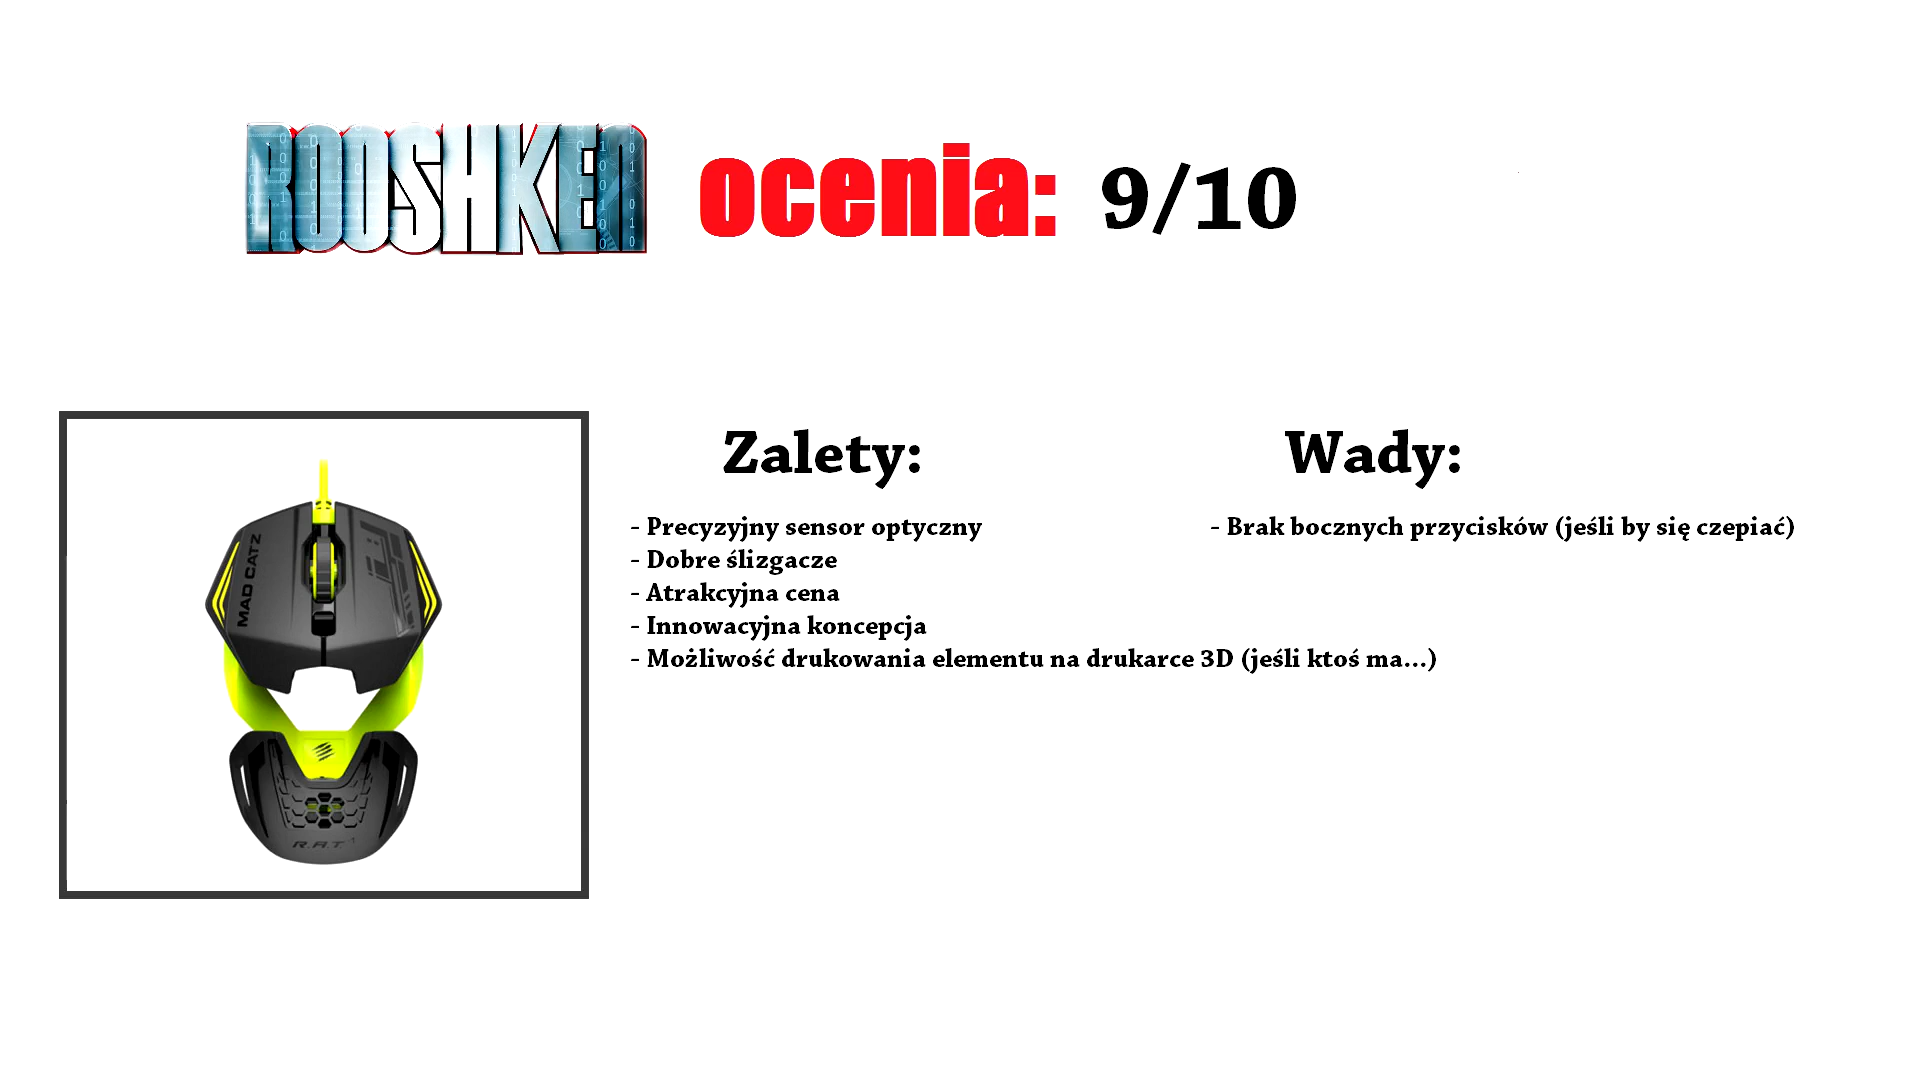 ROOSHKEN ocenia: 9/10
Zalety:
- Precyzyjny sensor optyczny
- Dobre ślizgacze
- Atrakcyjna cena
- Innowacyjna koncepcja
- Możliwość drukowania elementu na drukarce 3D (jeśli ktoś ma...)
Wady:
- Brak bocznych przycisków (jeśli by się czepiać)
MAD CATZ
R.A.T. 1